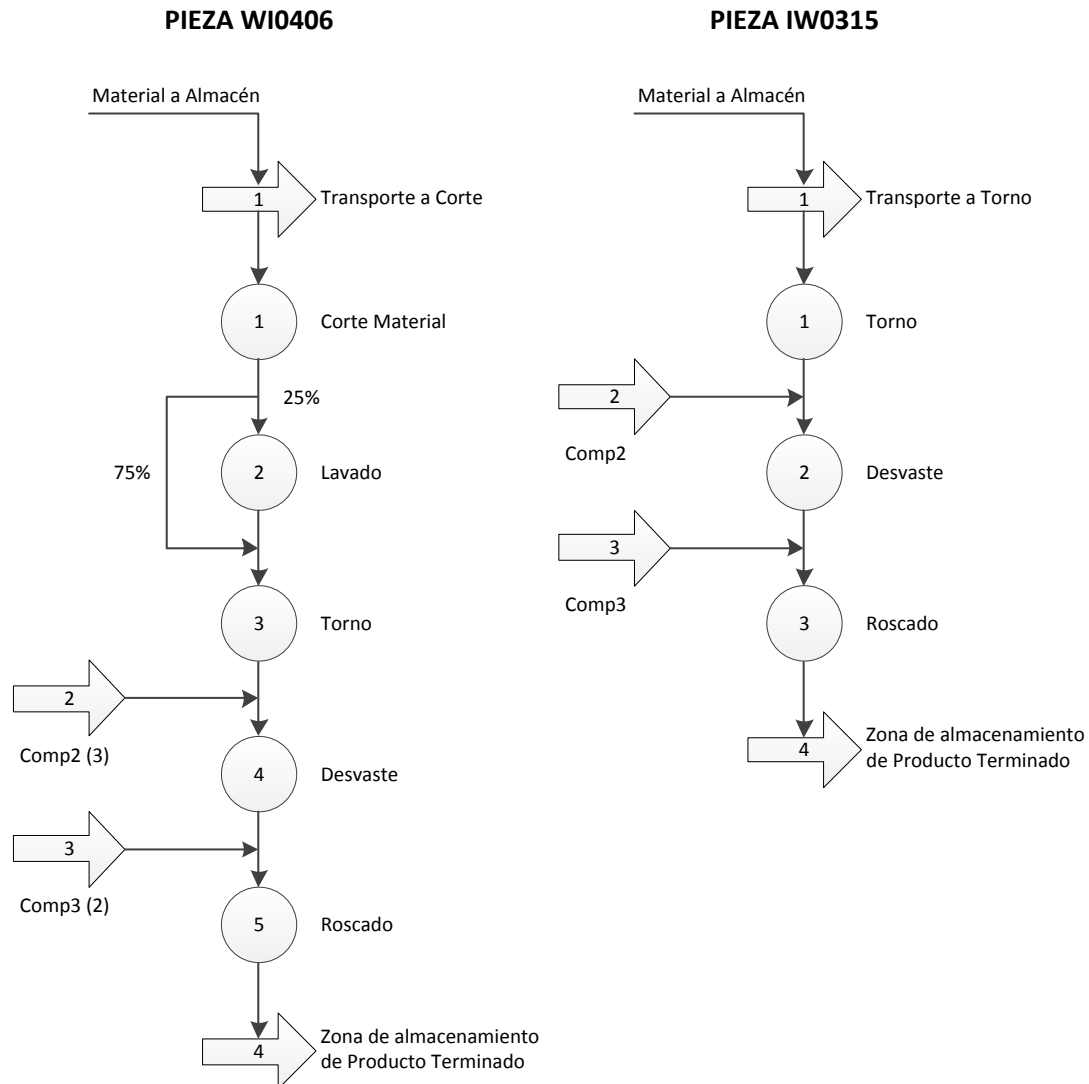 PIEZA WI0406
Material a Almacén
1
Transporte a Corte
1
Corte Material
25%
75%
2
Lavado
3
Torno
2
Comp2 (3)
4
Desvaste
3
Comp3 (2)
5
Roscado
4
Zona de almacenamiento
de Producto Terminado
PIEZA IW0315
Material a Almacén
1
Transporte a Torno
1
Torno
2
Comp2
2
Desvaste
3
Comp3
3
Roscado
4
Zona de almacenamiento
de Producto Terminado